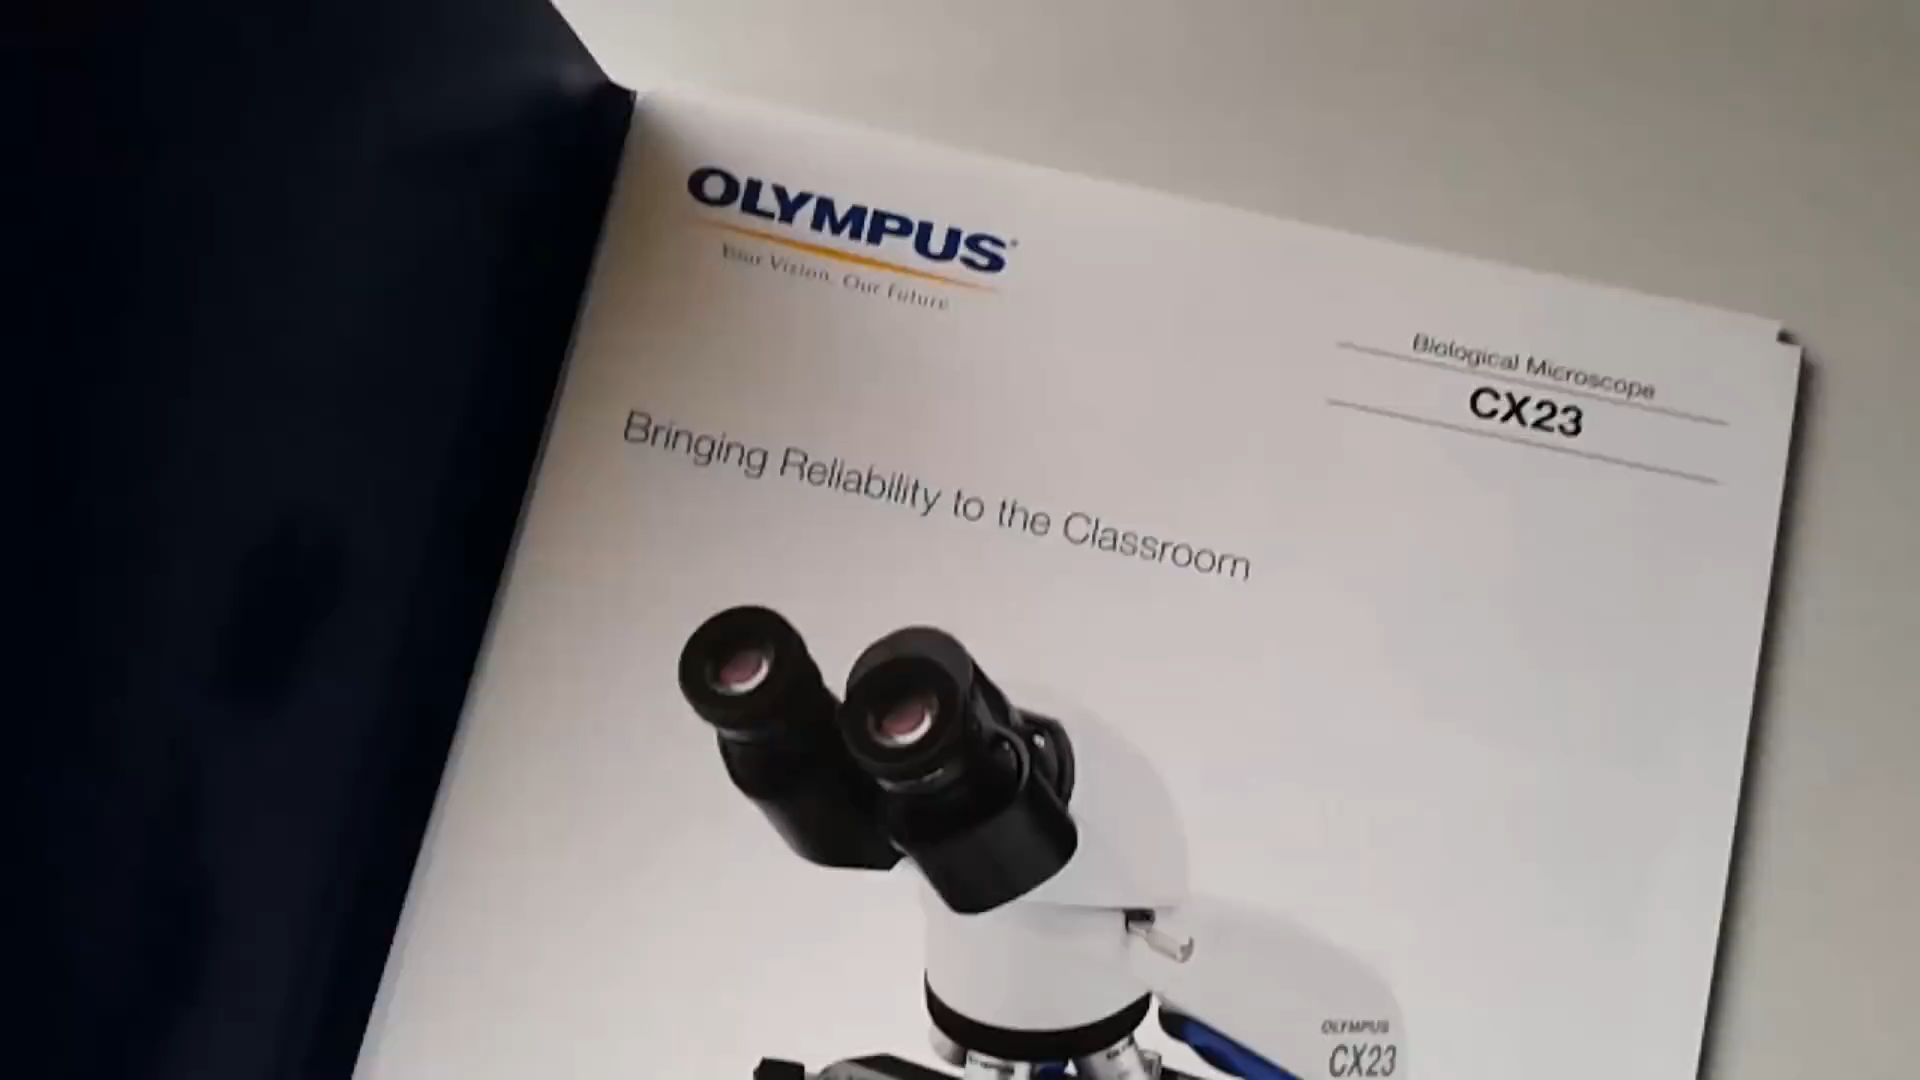 OLYMPUS
Your Vision, Our Future
Biological Microscope
CX23
Bringing Reliability to the Classroom
OLYMPUS
CX23